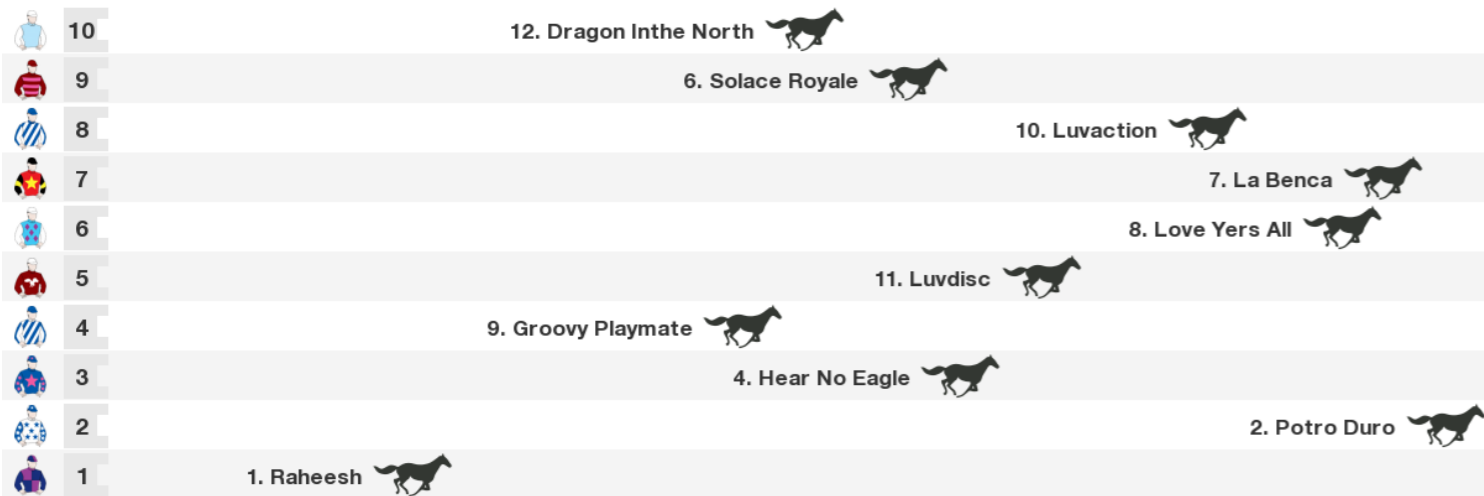 10 12. Dragon Inthe North
9 6. Solace Royale
8 10. Luvaction
7 7. La Benca
6 8. Love Yers All
5 11. Luvdisc
4 9. Groovy Playmate
3 4. Hear No Eagle
2 2. Potro Duro
1 1. Raheesh